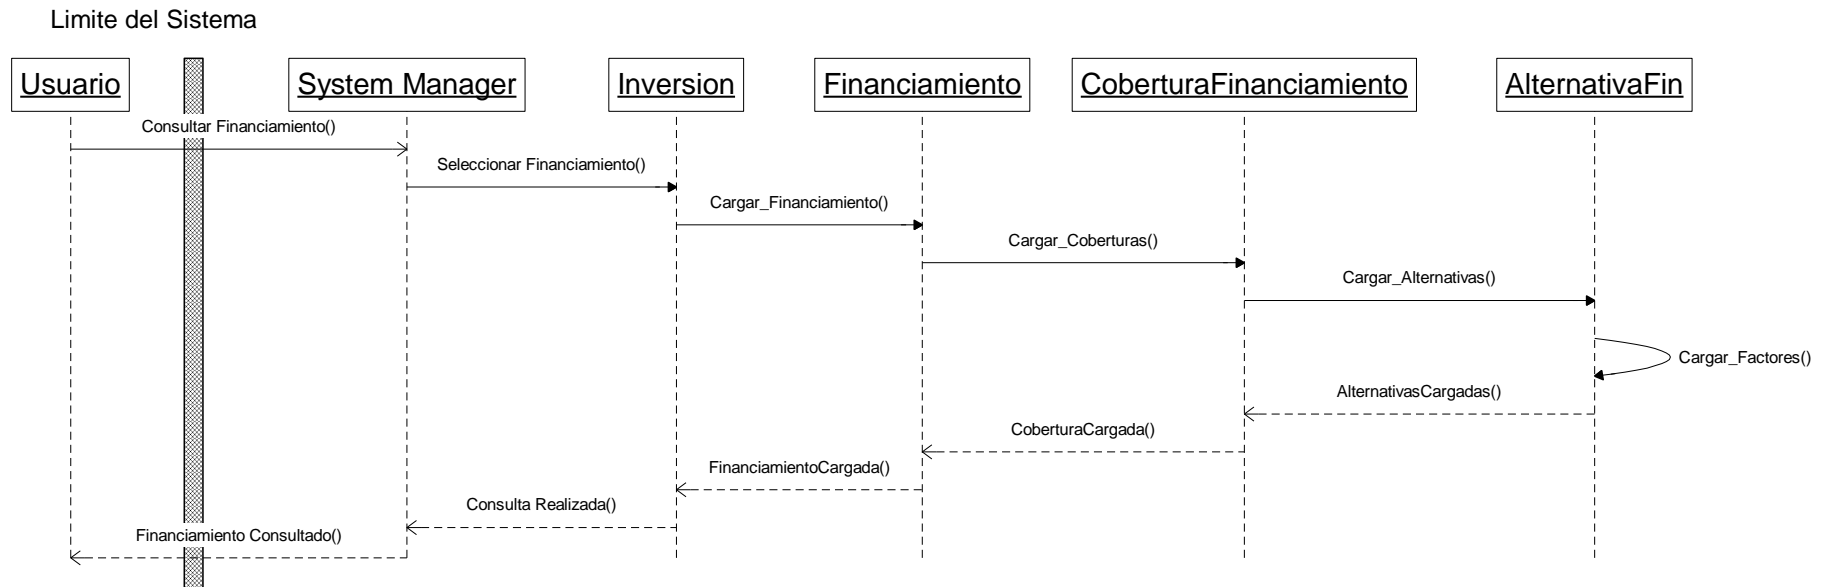 Limite del Sistema
Usuario
System Manager
Inversion
Financiamiento
CoberturaFinanciamiento
AlternativaFin
Consultar Financiamiento()
Seleccionar Financiamiento()
Cargar_Financiamiento()
Cargar_Coberturas()
Cargar_Alternativas()
Cargar_Factores()
AlternativasCargadas()
CoberturaCargada()
FinanciamientoCargada()
Consulta Realizada()
Financiamiento Consultado()